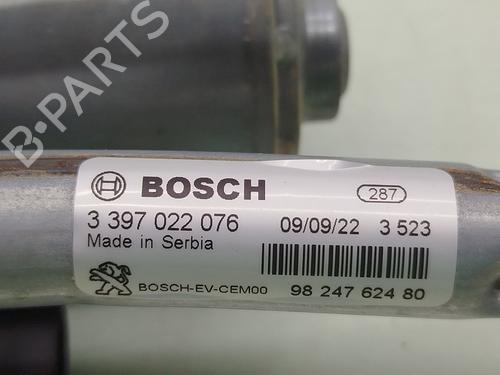 B-PARTS
BOSCH 287
3 397 022 076 09/09/22 3 523
Made in Serbia
BOSCH-EV-CEM00 98 247 624 80